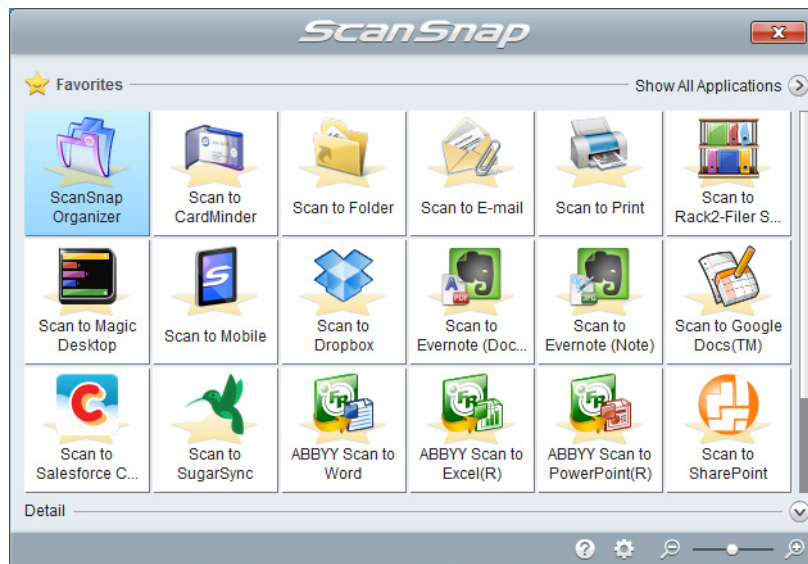 ScanSnap
Favorites
Show All Applications
ScanSnap
Organizer
Scan to
CardMinder
Scan to Folder
Scan to E-mail
Scan to Print
Scan to
Rack2-Filer S...
Scan to Magic
Desktop
Scan to Mobile
Scan to
Dropbox
Scan to
Evernote (Doc...
Scan to
Evernote (Note)
Scan to Google
Docs(TM)
Scan to
Salesforce C...
Scan to
SugarSync
ABBYY Scan to
Word
ABBYY Scan to
Excel(R)
ABBYY Scan to
PowerPoint(R)
Scan to
SharePoint
Detail